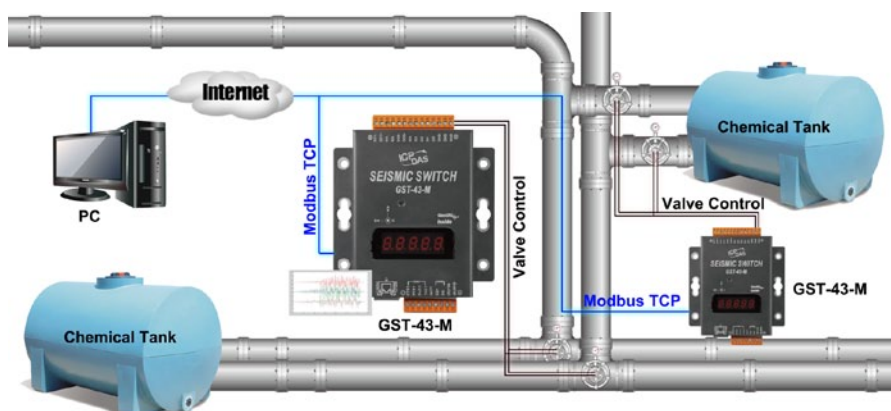 Internet
PC
Modbus TCP
ICP
DAS
SEISMIC SWITCH
GST-43-M
GST-43-M
Valve Control
Chemical Tank
Valve Control
SEISMIC SWITCH
GST-43-M
GST-43-M
Modbus TCP
Chemical Tank